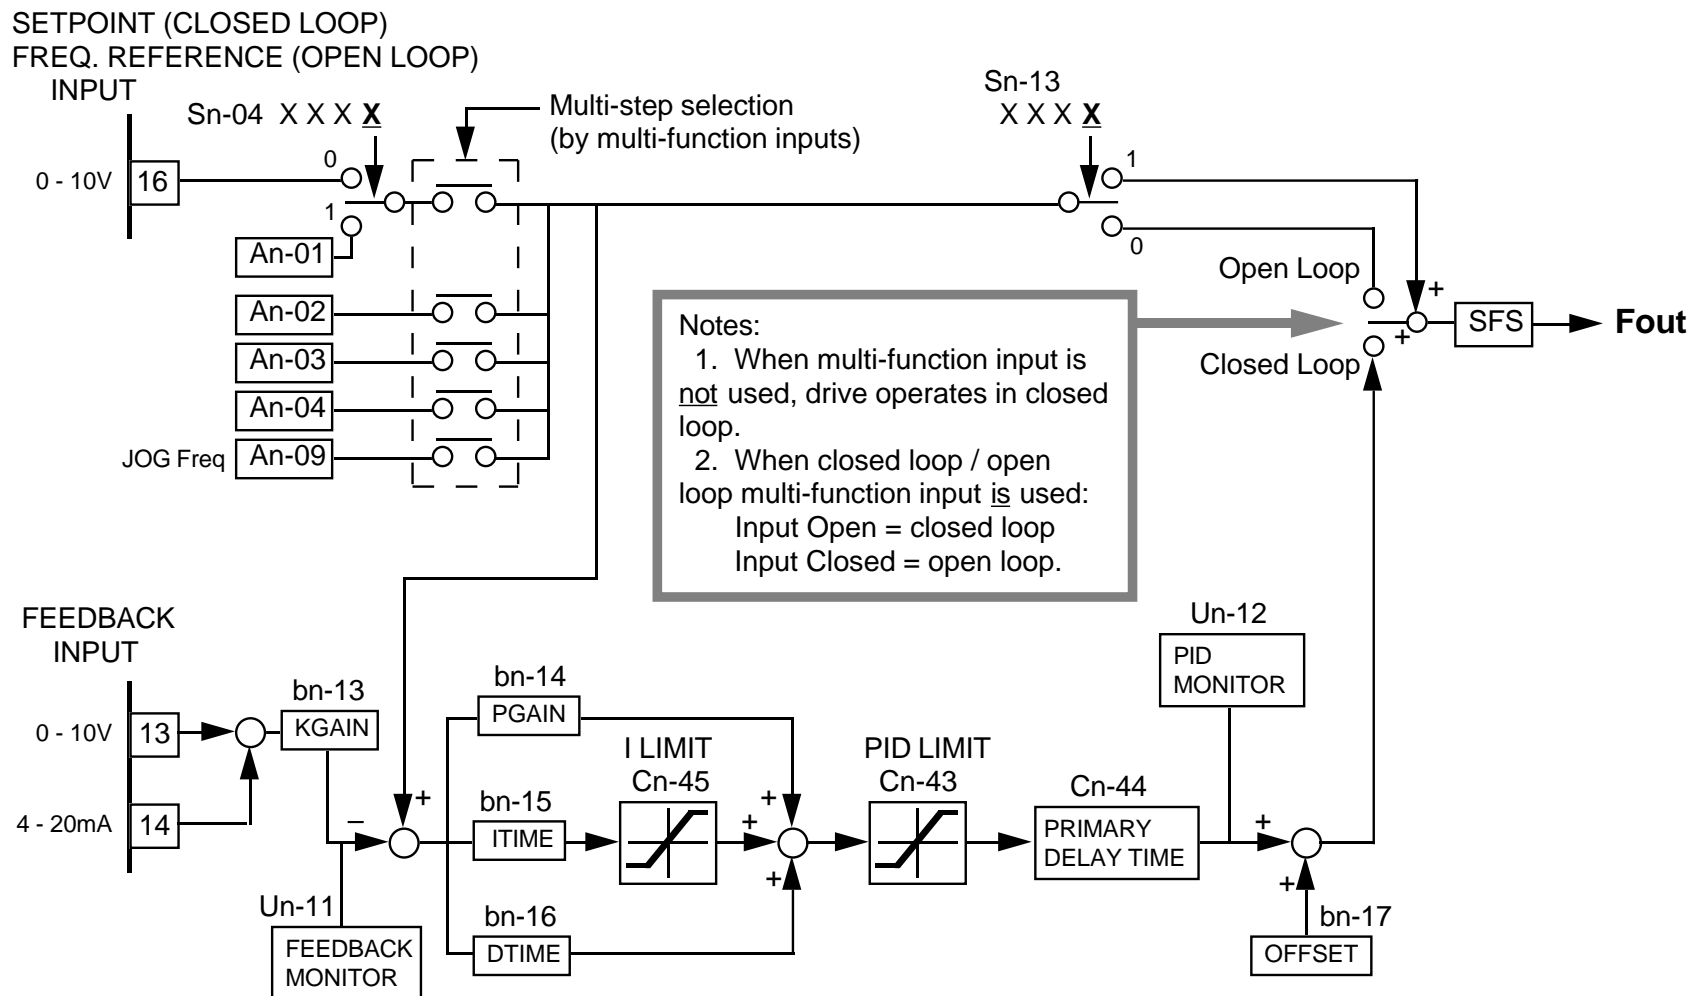 SETPOINT (CLOSED LOOP)
FREQ. REFERENCE (OPEN LOOP)
INPUT
Sn-04 X X X X
Multi-step selection
(by multi-function inputs)
Sn-13
X X X X
0 - 10V
16
0
1
An-01
An-02
An-03
An-04
JOG Freq
An-09
1
0
Open Loop
Closed Loop
+
+
SFS
Fout
Notes:
1. When multi-function input is
not used, drive operates in closed
loop.
2. When closed loop / open
loop multi-function input is used:
Input Open = closed loop
Input Closed = open loop.
FEEDBACK
INPUT
0 - 10V
13
4 - 20mA
14
bn-13
KGAIN
–
+
Un-11
FEEDBACK
MONITOR
bn-14
PGAIN
bn-15
ITIME
bn-16
DTIME
I LIMIT
Cn-45
+
+
+
PID LIMIT
Cn-43
Cn-44
PRIMARY
DELAY TIME
Un-12
PID
MONITOR
+
+
bn-17
OFFSET